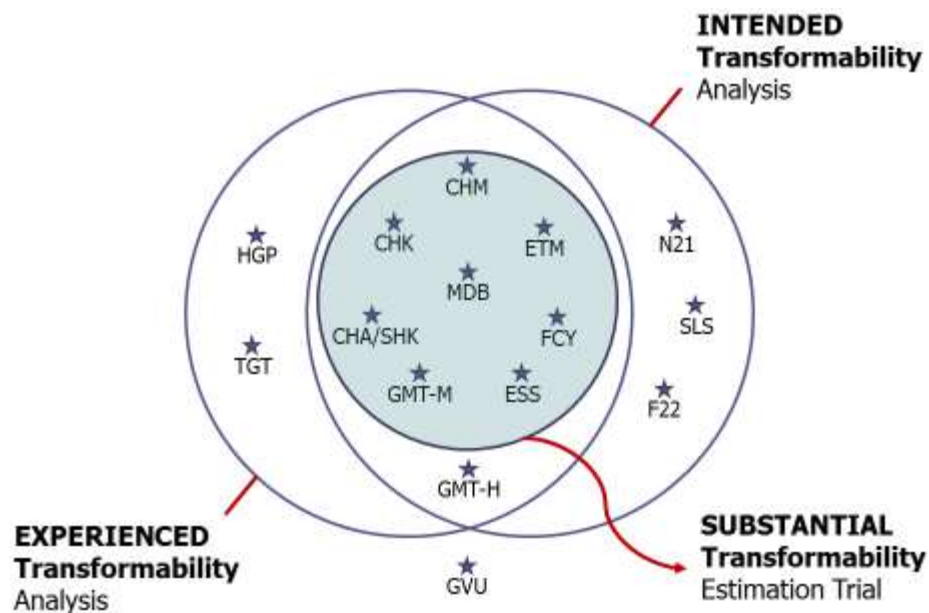 INTENDED
Transformability
Analysis
CHM
CHK
ETM
N21
HGP
MDB
SLS
CHA/SHK
FCY
TGT
GMT-M
ESS
F22
GMT-H
EXPERIENCED
Transformability
Analysis
GVU
SUBSTANTIAL
Transformability
Estimation Trial